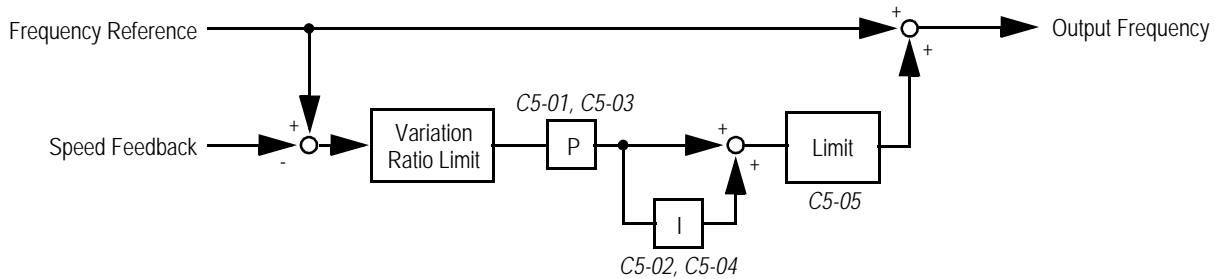 +
Frequency Reference
+
Output Frequency
C5-01, C5-03
+
Speed Feedback
-
Variation
Ratio Limit
P
+
+
Limit
C5-05
I
C5-02, C5-04